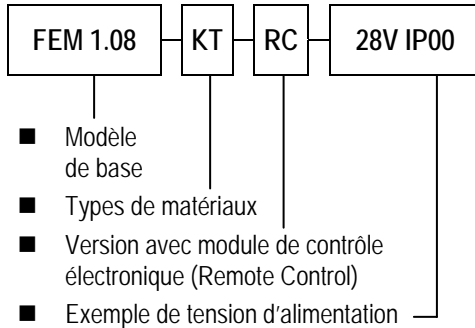 FEM 1.08 KT RC 28V IP00
■ Modèle
de base
■ Types de matériaux
■ Version avec module de contrôle
électronique (Remote Control)
■ Exemple de tension d'alimentation